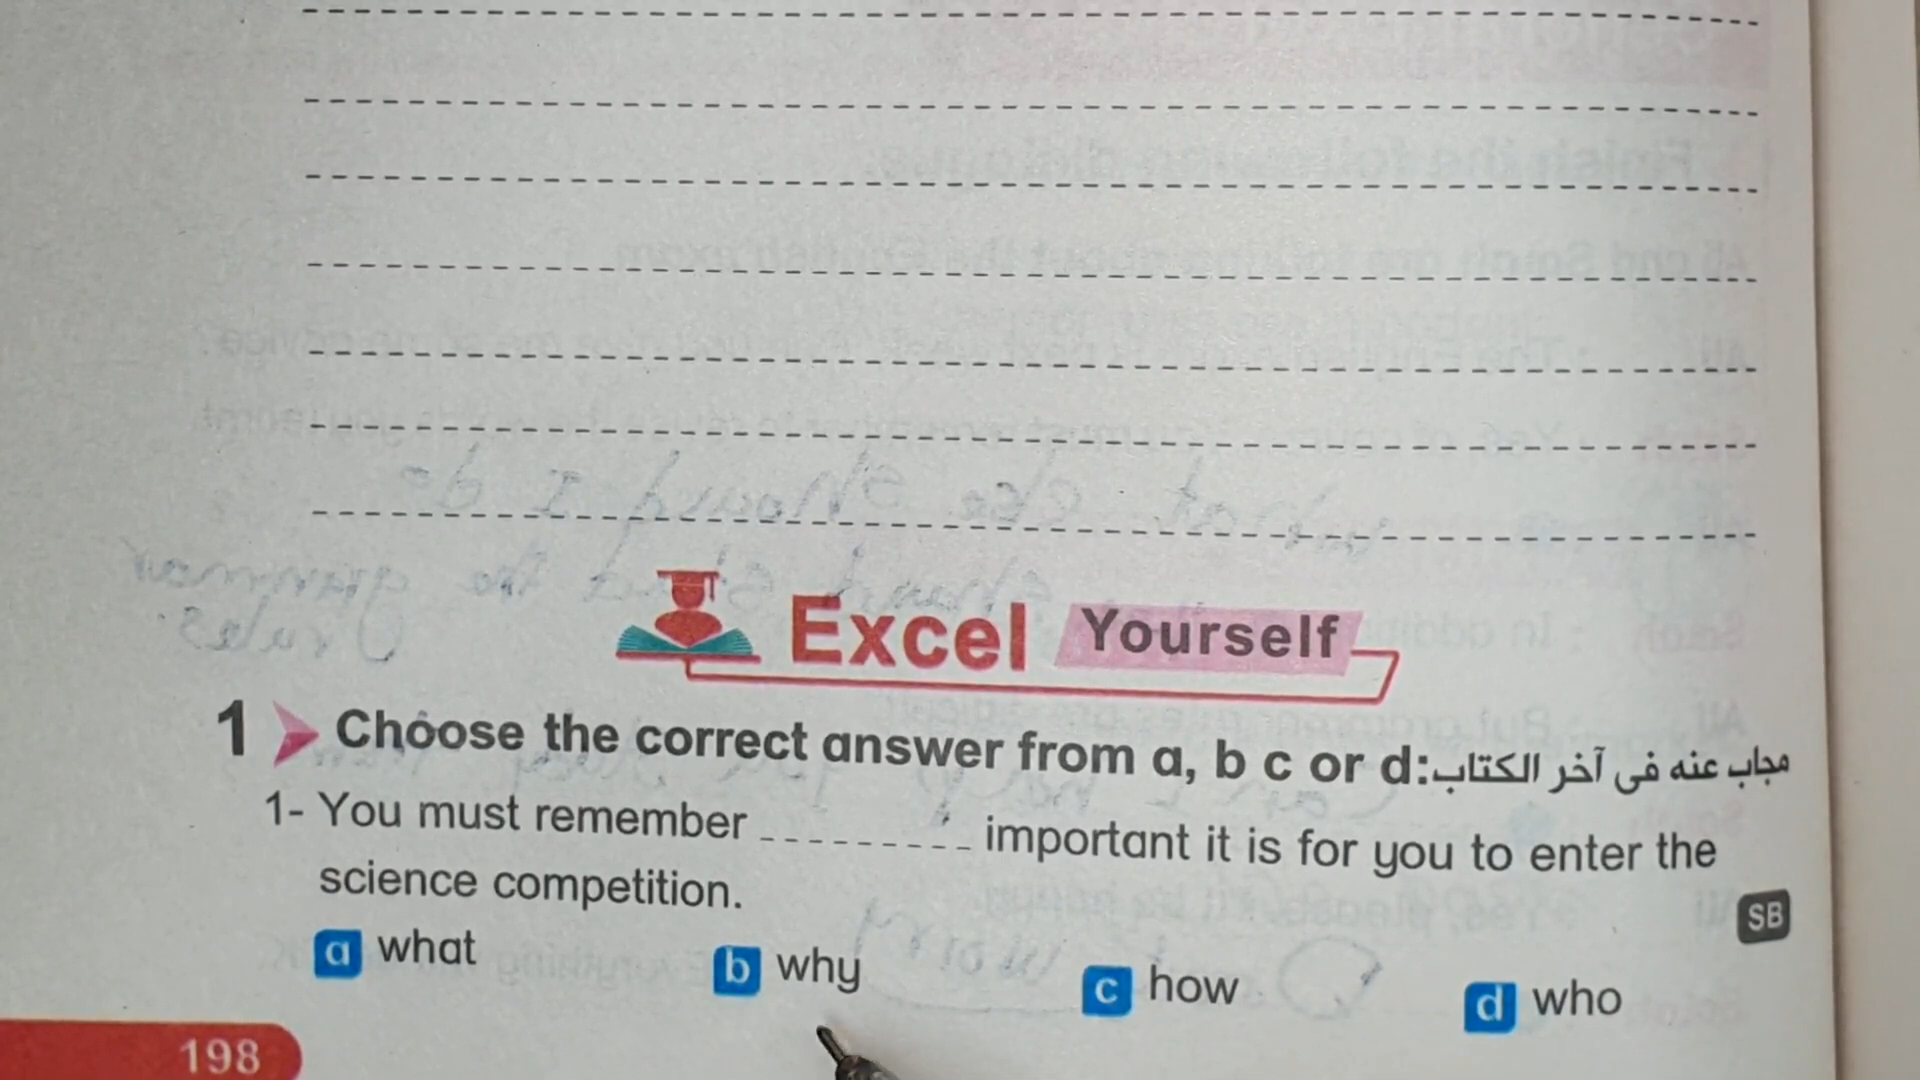 Excel Yourself
1 Choose the correct answer from a, b c or d: مجاب عنه فى آخر الكتاب
1- You must remember --------- important it is for you to enter the
science competition.
SB
a what b why c how d who
198